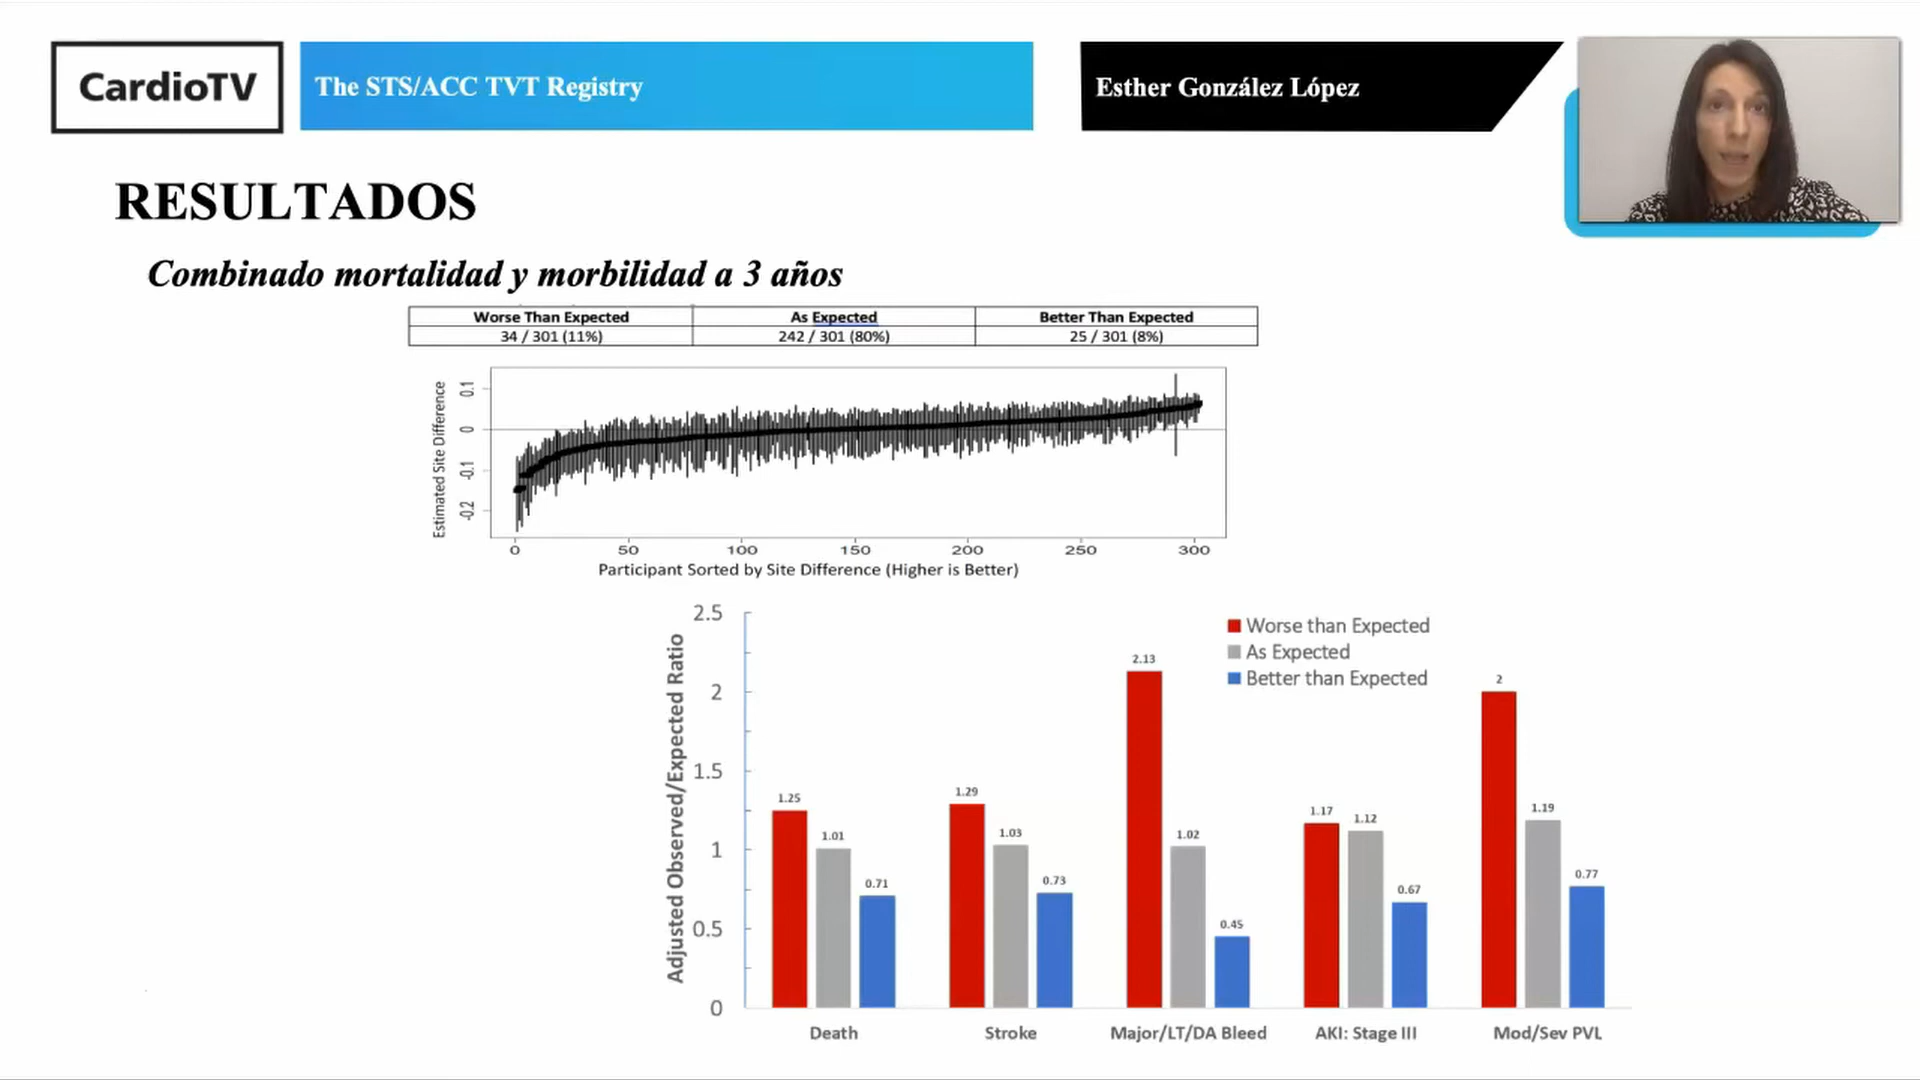 CardioTV
The STS/ACC TVT Registry
Esther González López
RESULTADOS
Combinado mortalidad y morbilidad a 3 años
Worse Than Expected As Expected Better Than Expected
34 / 301 (11%) 242 / 301 (80%) 25 / 301 (8%)
Estimated Site Difference
0.1
0
-0.1
-0.2
0 50 100 150 200 250 300
Participant Sorted by Site Difference (Higher is Better)
Adjusted Observed/Expected Ratio
2.5
2
1.5
1
0.5
0
Worse than Expected
As Expected
Better than Expected
1.25 1.01 0.71
1.29 1.03 0.73
2.13 1.02 0.45
1.17 1.12 0.67
2 1.19 0.77
Death Stroke Major/LT/DA Bleed AKI: Stage III Mod/Sev PVL